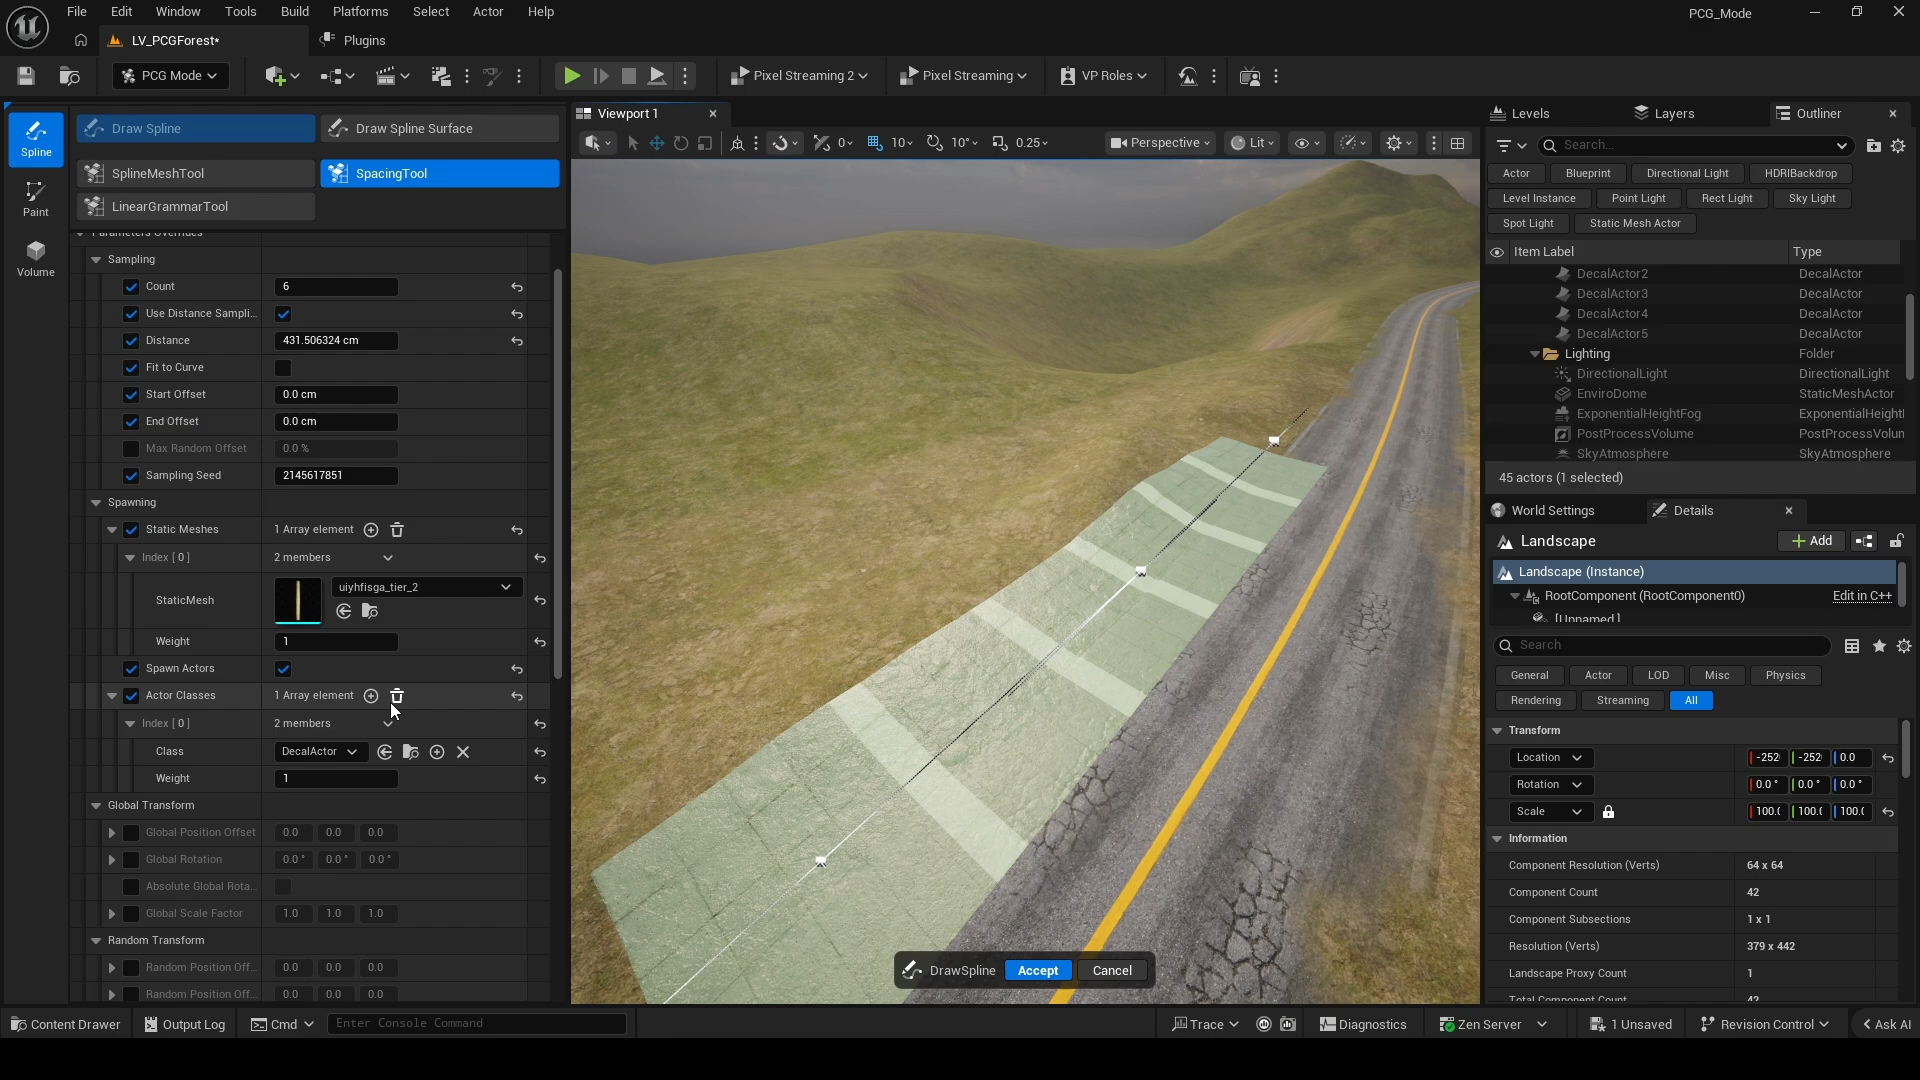 File Edit Window Tools Build Platforms Select Actor Help
PCG_Mode
LV_PCGForest*
Plugins
PCG Mode
Pixel Streaming 2
Pixel Streaming
VP Roles
Spline
Paint
Volume
Draw Spline
Draw Spline Surface
SplineMeshTool
SpacingTool
LinearGrammarTool
Parameters Overrides
Sampling
Count 6
Use Distance Sampli...
Distance 431.506324 cm
Fit to Curve
Start Offset 0.0 cm
End Offset 0.0 cm
Max Random Offset 0.0 %
Sampling Seed 2145617851
Spawning
Static Meshes 1 Array element
Index [ 0 ] 2 members
StaticMesh uiyhfisga_tier_2
Weight 1
Spawn Actors
Actor Classes 1 Array element
Index [ 0 ] 2 members
Class DecalActor
Weight 1
Global Transform
Global Position Offset 0.0 0.0 0.0
Global Rotation 0.0 ° 0.0 ° 0.0 °
Absolute Global Rota...
Global Scale Factor 1.0 1.0 1.0
Random Transform
Random Position Off... 0.0 0.0 0.0
Random Position Off... 0.0 0.0 0.0
Viewport 1
0 10 10° 0.25
Perspective
Lit
DrawSpline Accept Cancel
Levels Layers Outliner
Search...
Actor Blueprint Directional Light HDRIBackdrop
Level Instance Point Light Rect Light Sky Light
Spot Light Static Mesh Actor
Item Label Type
DecalActor2 DecalActor
DecalActor3 DecalActor
DecalActor4 DecalActor
DecalActor5 DecalActor
Lighting Folder
DirectionalLight DirectionalLight
EnviroDome StaticMeshActor
ExponentialHeightFog ExponentialHeightI
PostProcessVolume PostProcessVolun
SkyAtmosphere SkyAtmosphere
45 actors (1 selected)
World Settings Details
Landscape
Add
Landscape (Instance)
RootComponent (RootComponent0) Edit in C++
[Unnamed]
Search
General Actor LOD Misc Physics
Rendering Streaming All
Transform
Location -252 -252 0.0
Rotation 0.0 ° 0.0 ° 0.0 °
Scale 100.( 100.( 100.(
Information
Component Resolution (Verts) 64 x 64
Component Count 42
Component Subsections 1 x 1
Resolution (Verts) 379 x 442
Landscape Proxy Count 1
Total Component Count 42
Content Drawer Output Log Cmd Enter Console Command
Trace Diagnostics Zen Server 1 Unsaved Revision Control Ask AI